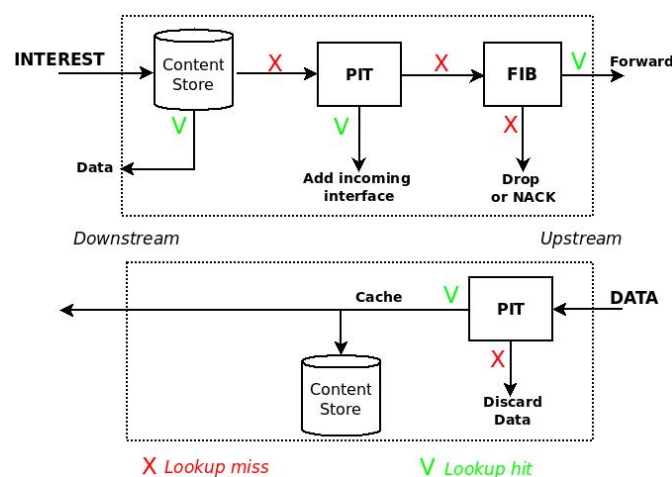 INTEREST
Content
Store
X
PIT
X
FIB
V
Forward
V
V
X
Data
Add incoming
interface
Drop
or NACK
Downstream
Upstream
Cache
V
PIT
DATA
X
Content
Store
Discard
Data
X Lookup miss
V Lookup hit